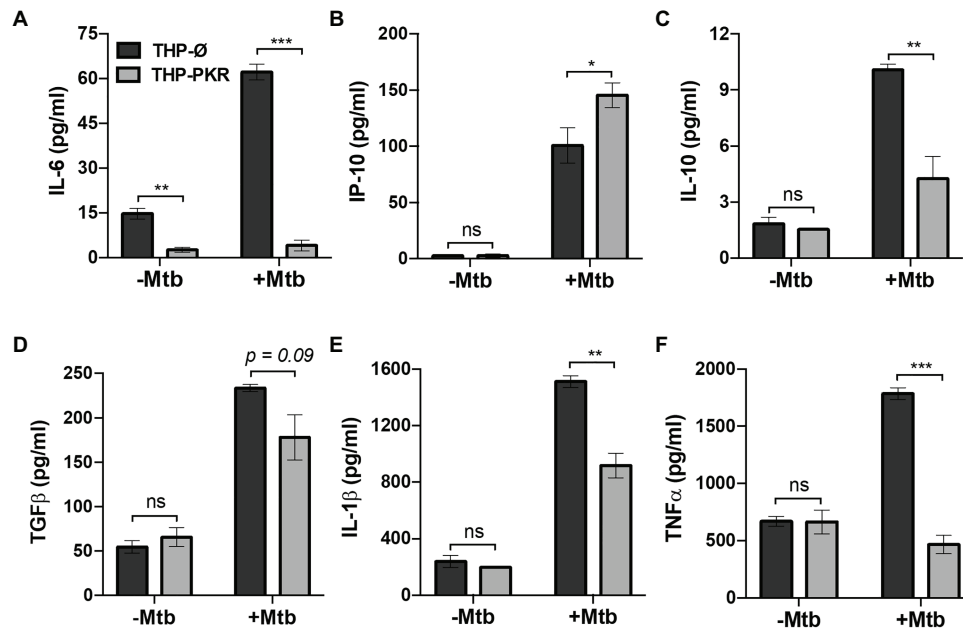 A
IL-6 (pg/ml)
75
60
45
30
15
0
THP-Ø
THP-PKR
**
***
-Mtb
+Mtb
B
IP-10 (pg/ml)
200
150
100
50
0
ns
*
-Mtb
+Mtb
C
IL-10 (pg/ml)
12
9
6
3
0
ns
**
-Mtb
+Mtb
D
TGFβ (pg/ml)
250
200
150
100
50
0
ns
p = 0.09
-Mtb
+Mtb
E
IL-1β (pg/ml)
1600
1400
800
400
0
ns
**
-Mtb
+Mtb
F
TNFα (pg/ml)
2000
1500
1000
500
0
ns
***
-Mtb
+Mtb